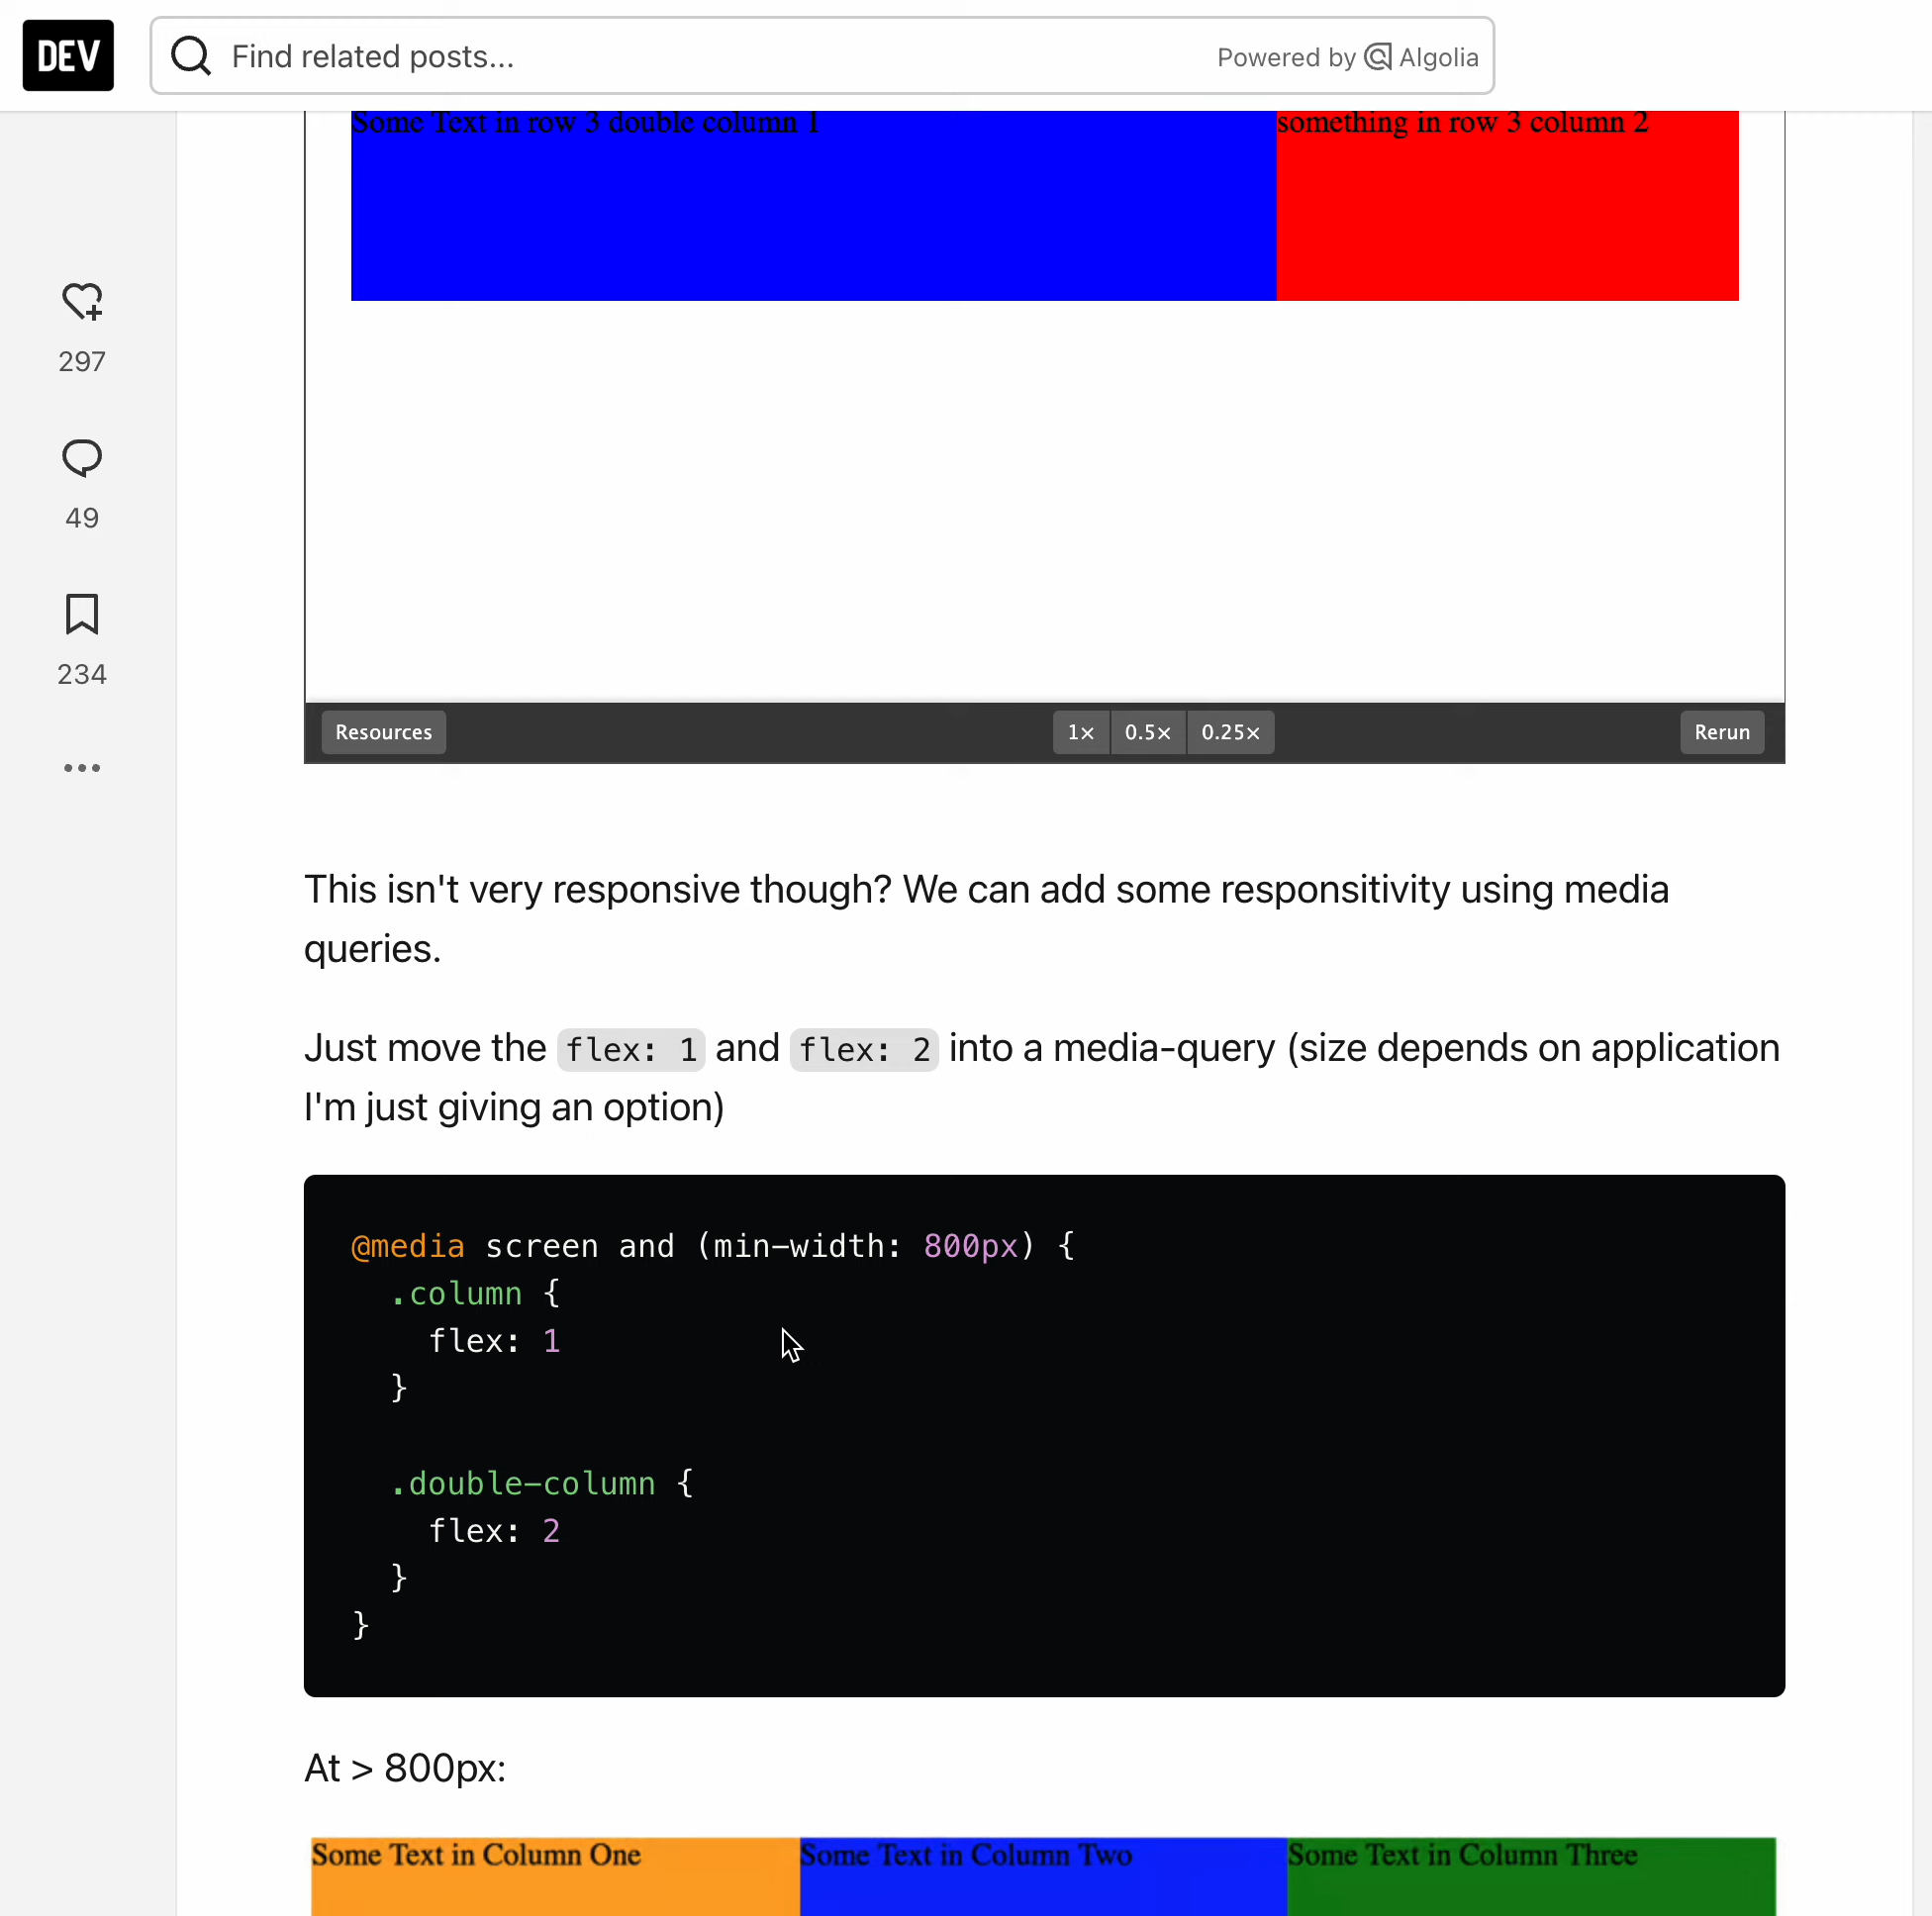 DEV
Find related posts...
Powered by Algolia
Some Text in row 3 double column 1
something in row 3 column 2
297
49
234
Resources
1×
0.5×
0.25×
Rerun
This isn't very responsive though? We can add some responsitivity using media
queries.
Just move the flex: 1 and flex: 2 into a media-query (size depends on application
I'm just giving an option)
@media screen and (min-width: 800px) {
  .column {
    flex: 1
  }
  .double-column {
    flex: 2
  }
}
At > 800px:
Some Text in Column One
Some Text in Column Two
Some Text in Column Three